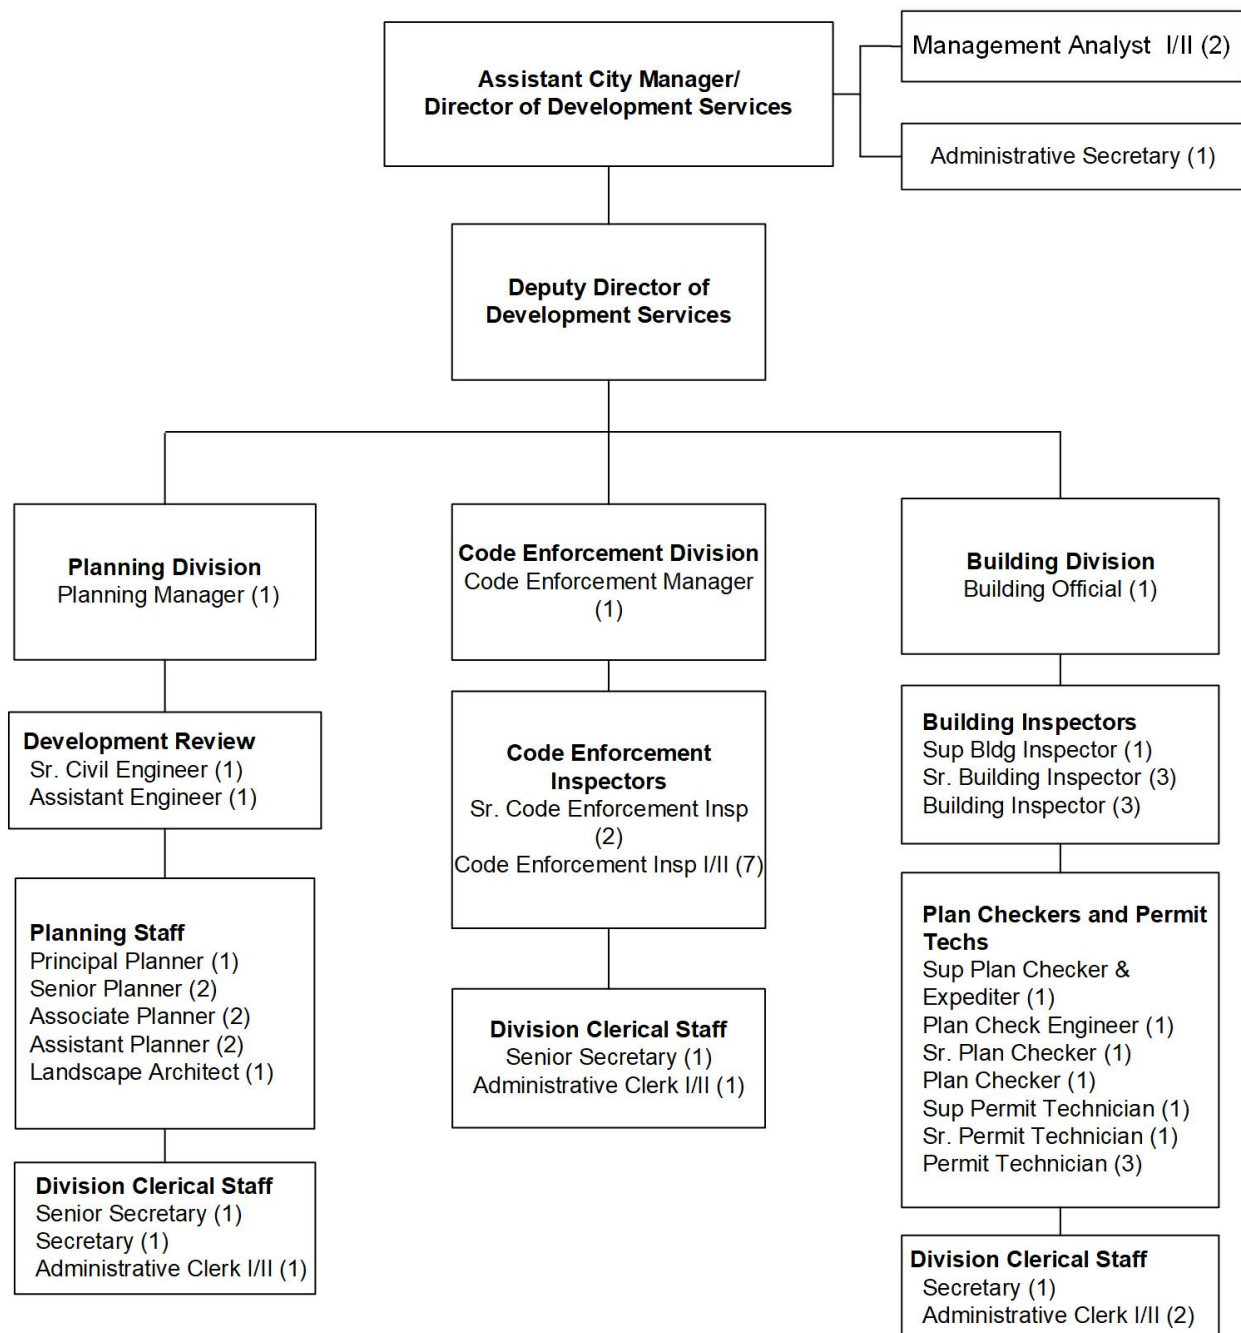 Assistant City Manager/
Director of Development Services
Management Analyst I/II (2)
Administrative Secretary (1)
Deputy Director of
Development Services
Planning Division
Planning Manager (1)
Development Review
Sr. Civil Engineer (1)
Assistant Engineer (1)
Planning Staff
Principal Planner (1)
Senior Planner (2)
Associate Planner (2)
Assistant Planner (2)
Landscape Architect (1)
Division Clerical Staff
Senior Secretary (1)
Secretary (1)
Administrative Clerk I/II (1)
Code Enforcement Division
Code Enforcement Manager
(1)
Code Enforcement
Inspectors
Sr. Code Enforcement Insp
(2)
Code Enforcement Insp I/II (7)
Division Clerical Staff
Senior Secretary (1)
Administrative Clerk I/II (1)
Building Division
Building Official (1)
Building Inspectors
Sup Bldg Inspector (1)
Sr. Building Inspector (3)
Building Inspector (3)
Plan Checkers and Permit
Techs
Sup Plan Checker &
Expediter (1)
Plan Check Engineer (1)
Sr. Plan Checker (1)
Plan Checker (1)
Sup Permit Technician (1)
Sr. Permit Technician (1)
Permit Technician (3)
Division Clerical Staff
Secretary (1)
Administrative Clerk I/II (2)